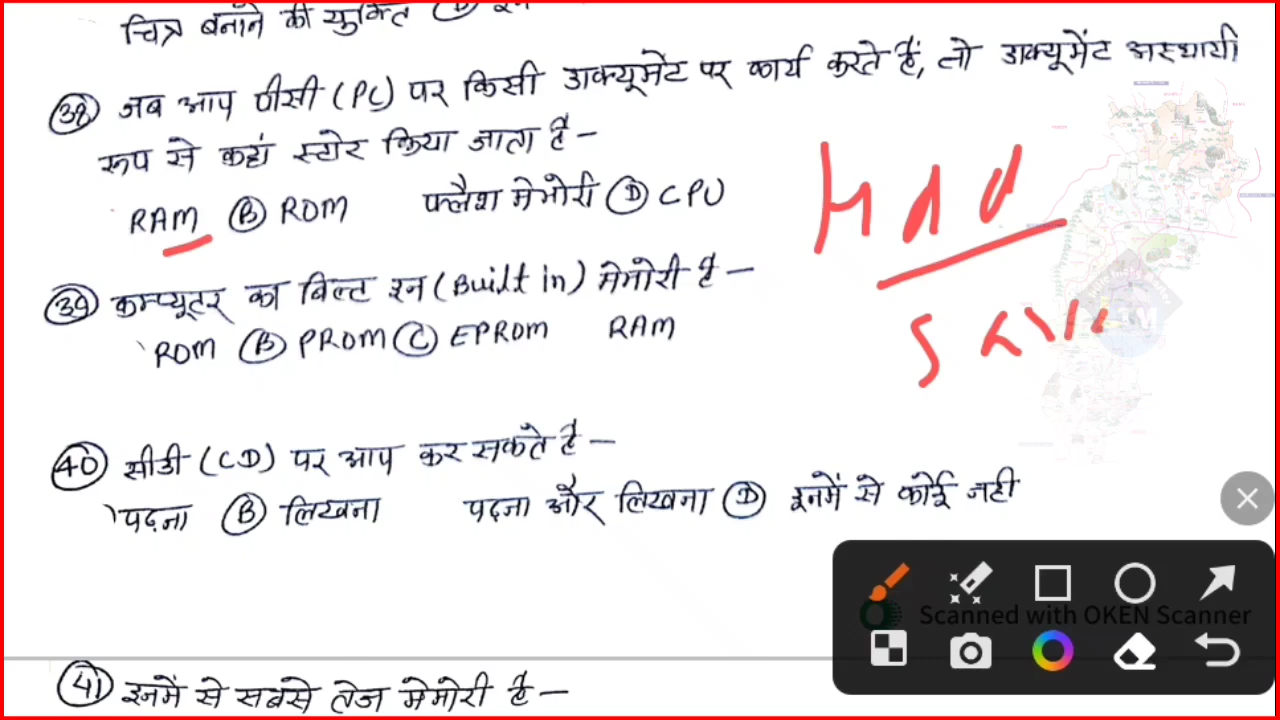 चित्र बनाने की युक्ति (D)
(38) जब आप पीसी (PC) पर किसी डाक्यूमेंट पर कार्य करते हैं, तो डाक्यूमेंट अस्थायी
रूप से कहां स्टोर किया जाता है -
RAM (B) ROM फ्लैश मेमोरी (D) CPU
(39) कम्प्यूटर का बिल्ट इन (Built in) मेमोरी है -
ROM (B) PROM (C) EPROM RAM
(40) सीडी (CD) पर आप कर सकते है -
पढ़ना (B) लिखना पढ़ना और लिखना (D) इनमें से कोई नही
Scanned with OKEN Scanner
(41) इनमें से सबसे तेज मेमोरी है -